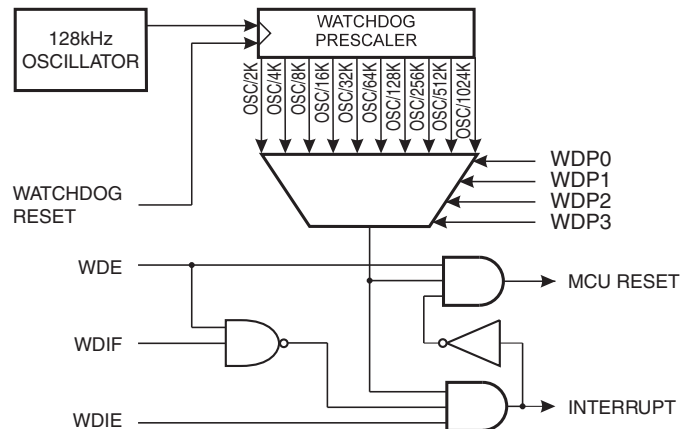 128kHz
OSCILLATOR
WATCHDOG
PRESCALER
OSC/2K
OSC/4K
OSC/8K
OSC/16K
OSC/32K
OSC/64K
OSC/128K
OSC/256K
OSC/512K
OSC/1024K
WATCHDOG
RESET
WDP0
WDP1
WDP2
WDP3
WDE
MCU RESET
WDIF
WDIE
INTERRUPT